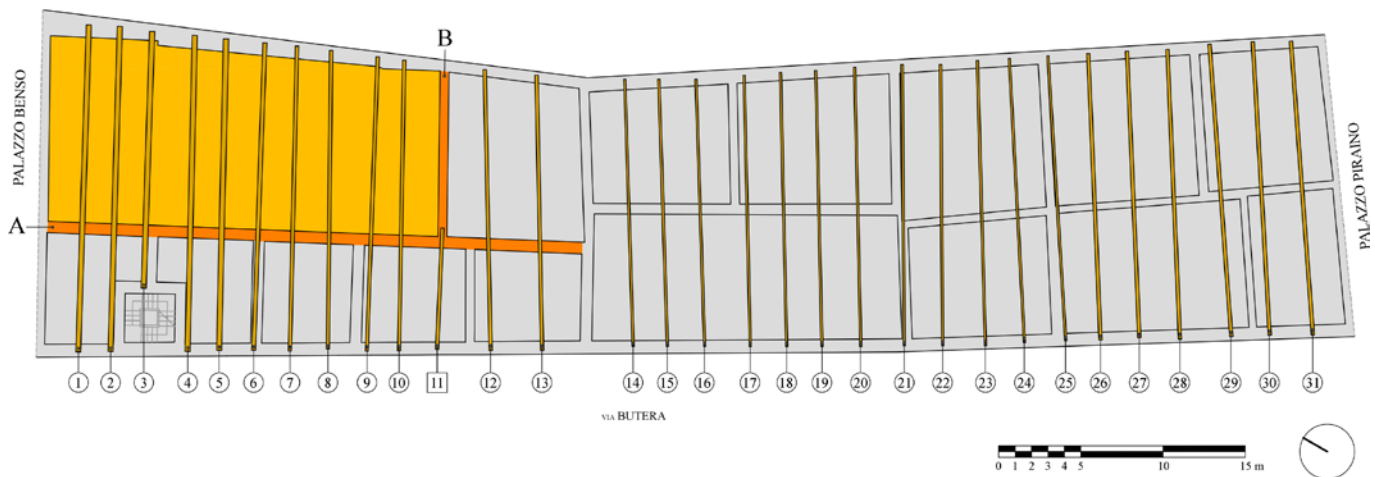 B
PALAZZO BENSO
A
PALAZZO PIRAINO
1 2 3 4 5 6 7 8 9 10 11 12 13 14 15 16 17 18 19 20 21 22 23 24 25 26 27 28 29 30 31
VIA BUTERA
0 1 2 3 4 5 10 15 m